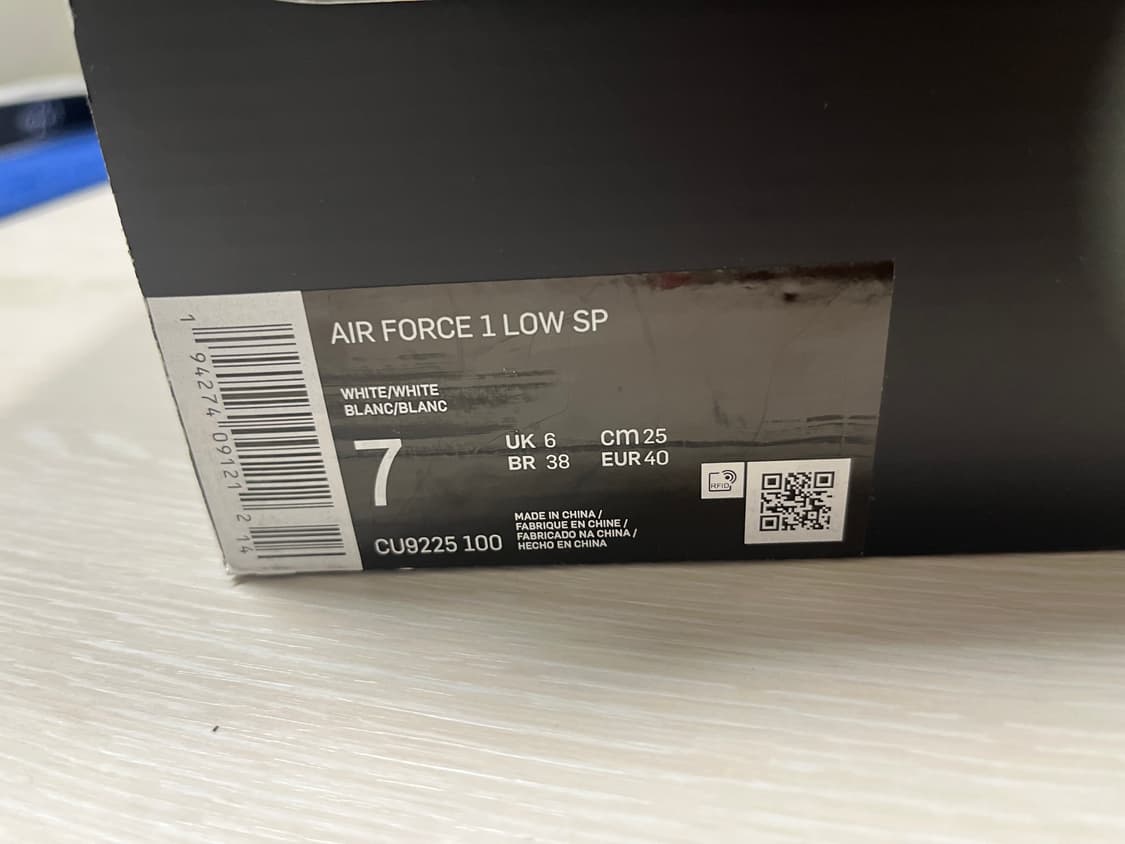 AIR FORCE 1 LOW SP
WHITE/WHITE
BLANC/BLANC
7
UK 6 cm 25
BR 38 EUR 40
RFID
CU9225 100
MADE IN CHINA /
FABRIQUE EN CHINE /
FABRICADO NA CHINA /
HECHO EN CHINA
1 94274 09121 2 14